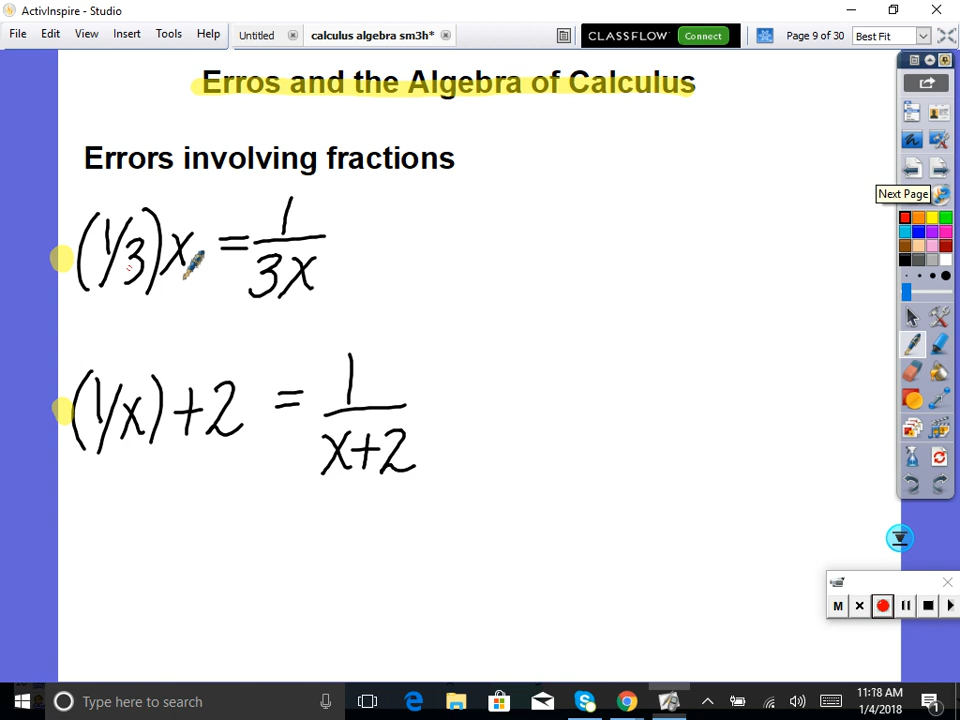 ActivInspire - Studio
File Edit View Insert Tools Help Untitled calculus algebra sm3h* CLASSFLOW Connect Page 9 of 30 Best Fit
Erros and the Algebra of Calculus
Errors involving fractions
Next Page
(1/3)x = 1/3x
(1/x)+2 = 1/x+2
M
Type here to search
11:18 AM
1/4/2018
1